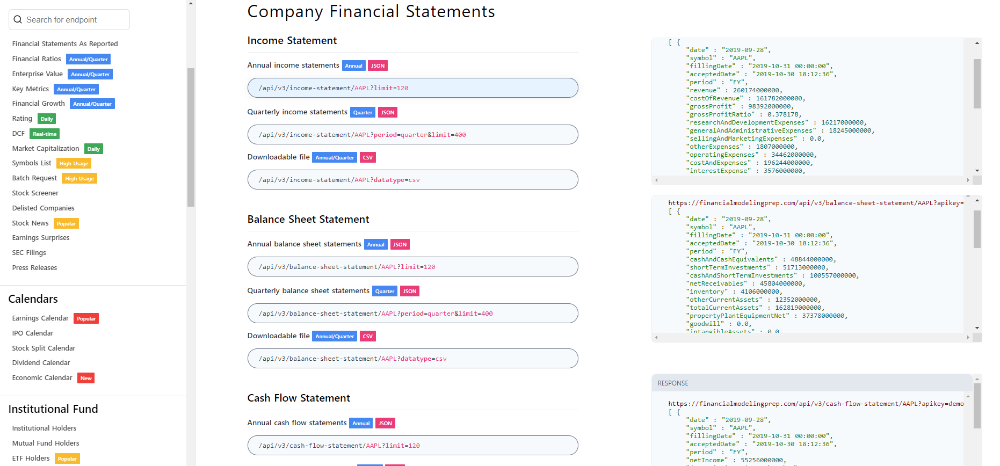 Search for endpoint
Financial Statements As Reported
Financial Ratios Annual/Quarter
Enterprise Value Annual/Quarter
Key Metrics Annual/Quarter
Financial Growth Annual/Quarter
Rating Daily
DCF Real-time
Market Capitalization Daily
Symbols List High Usage
Batch Request High Usage
Stock Screener
Delisted Companies
Stock News Popular
Earnings Surprises
SEC Filings
Press Releases
Calendars
Earnings Calendar Popular
IPO Calendar
Stock Split Calendar
Dividend Calendar
Economic Calendar New
Institutional Fund
Institutional Holders
Mutual Fund Holders
ETF Holders Popular
Company Financial Statements
Income Statement
Annual income statements Annual JSON
/api/v3/income-statement/AAPL?limit=120
Quarterly income statements Quarter JSON
/api/v3/income-statement/AAPL?period=quarter&limit=400
Downloadable file Annual/Quarter CSV
/api/v3/income-statement/AAPL?datatype=csv
Balance Sheet Statement
Annual balance sheet statements Annual JSON
/api/v3/balance-sheet-statement/AAPL?limit=120
Quarterly balance sheet statements Quarter JSON
/api/v3/balance-sheet-statement/AAPL?period=quarter&limit=400
Downloadable file Annual/Quarter CSV
/api/v3/balance-sheet-statement/AAPL?datatype=csv
Cash Flow Statement
Annual cash flow statements Annual JSON
/api/v3/cash-flow-statement/AAPL?limit=120
[ {
"date" : "2019-09-28",
"symbol" : "AAPL",
"fillingDate" : "2019-10-31 00:00:00",
"acceptedDate" : "2019-10-30 18:12:36",
"period" : "FY",
"revenue" : 260174000000,
"costOfRevenue" : 161782000000,
"grossProfit" : 98392000000,
"grossProfitRatio" : 0.378178,
"researchAndDevelopmentExpenses" : 16217000000,
"generalAndAdministrativeExpenses" : 18245000000,
"sellingAndMarketingExpenses" : 0.0,
"otherExpenses" : 1807000000,
"operatingExpenses" : 34462000000,
"costAndExpenses" : 196244000000,
"interestExpense" : 3576000000,
https://financialmodelingprep.com/api/v3/balance-sheet-statement/AAPL?apikey=
[ {
"date" : "2019-09-28",
"symbol" : "AAPL",
"fillingDate" : "2019-10-31 00:00:00",
"acceptedDate" : "2019-10-30 18:12:36",
"period" : "FY",
"cashAndCashEquivalents" : 48844000000,
"shortTermInvestments" : 51713000000,
"cashAndShortTermInvestments" : 100557000000,
"netReceivables" : 45804000000,
"inventory" : 4106000000,
"otherCurrentAssets" : 12352000000,
"totalCurrentAssets" : 162819000000,
"propertyPlantEquipmentNet" : 37378000000,
"goodwill" : 0.0,
"intangibleAssets" : 0.0
RESPONSE
https://financialmodelingprep.com/api/v3/cash-flow-statement/AAPL?apikey=demo
[ {
"date" : "2019-09-28",
"symbol" : "AAPL",
"fillingDate" : "2019-10-31 00:00:00",
"acceptedDate" : "2019-10-30 18:12:36",
"period" : "FY",
"netIncome" : 55256000000,